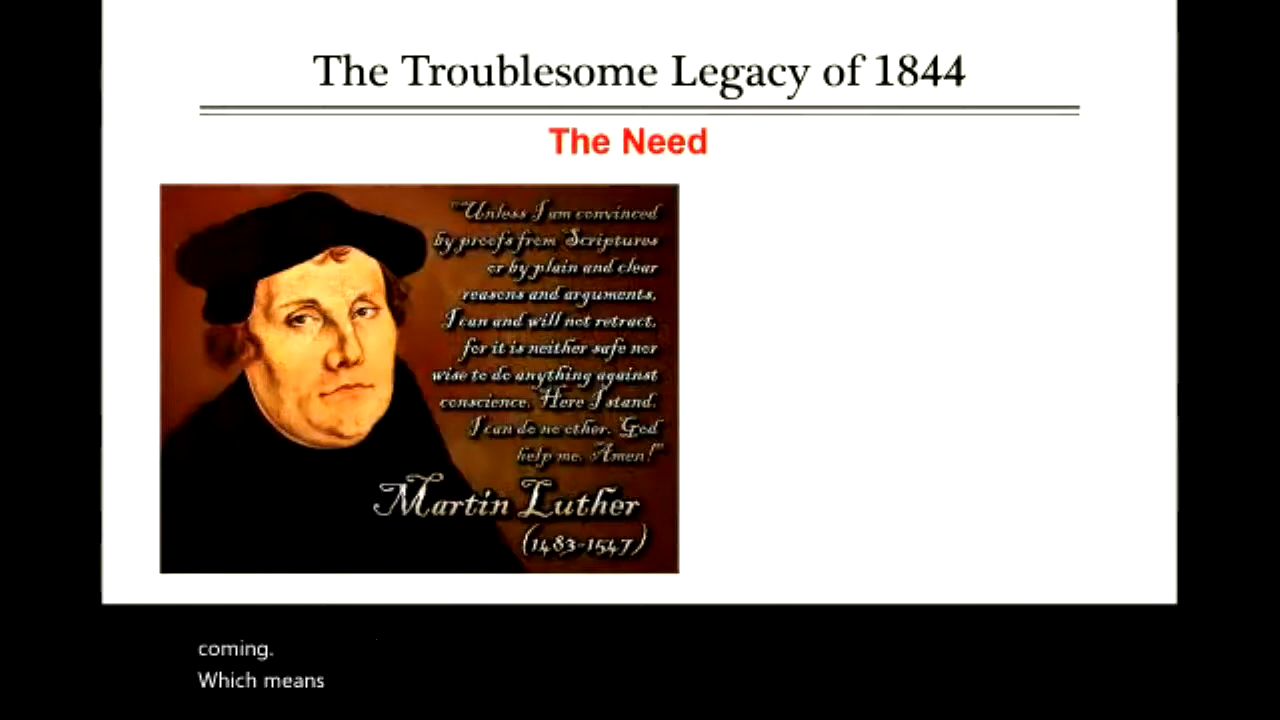 The Troublesome Legacy of 1844
The Need
"Unless I am convinced
by proofs from Scriptures
or by plain and clear
reasons and arguments,
I can and will not retract,
for it is neither safe nor
wise to do anything against
conscience. Here I stand.
I can do no other. God
help me. Amen!"
Martin Luther
(1483-1547)
coming.
Which means